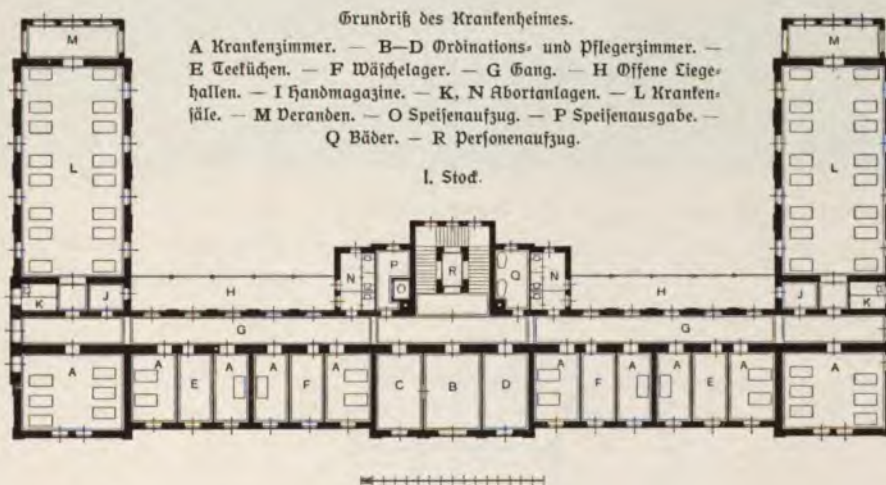 Grundriß des Krankenheimes.
A Krankenzimmer. — B—D Ordinations- und Pflegerzimmer. —
E Teeküchen. — F Wäschelager. — G Gang. — H Offene Liege-
hallen. — I Handmagazine. — K, N Abortanlagen. — L Kranken-
säle. — M Veranden. — O Speisenaufzug. — P Speisenausgabe. —
Q Bäder. — R Personenaufzug.
I. Stock.
M M
L L
R
N P Q N
O
H H
K J J K
G G
A A E A A F A A F A A E A A
C B D